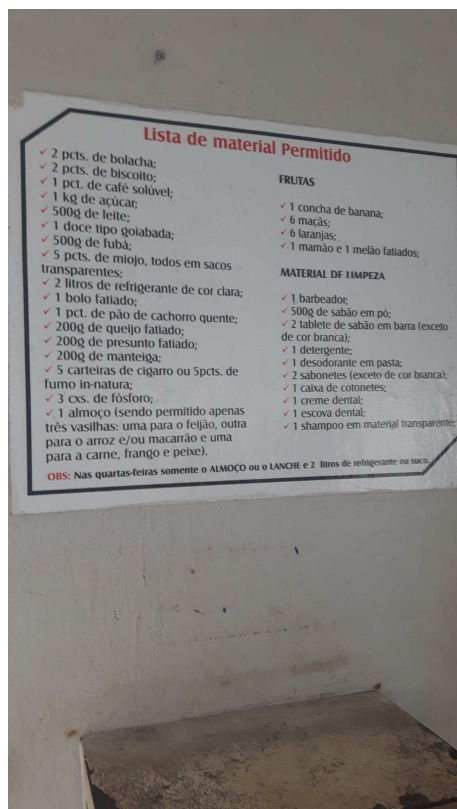 Lista de material Permitido
✓ 2 pcts. de bolacha;
✓ 2 pcts. de biscoito;
✓ 1 pct. de café solúvel;
✓ 1 kg de açúcar;
✓ 500g de leite;
✓ 1 doce tipo goiabada;
✓ 500g de fubá;
✓ 5 pcts. de miojo, todos em sacos
transparentes;
✓ 2 litros de refrigerante de cor clara;
✓ 1 bolo fatiado;
✓ 1 pct. de pão de cachorro quente;
✓ 200g de queijo fatiado;
✓ 200g de presunto fatiado;
✓ 200g de manteiga;
✓ 5 carteiras de cigarro ou 5pcts. de
fumo in-natura;
✓ 3 cxs. de fósforo;
✓ 1 almoço (sendo permitido apenas
três vasilhas: uma para o feijão, outra
para o arroz e/ou macarrão e uma
para a carne, frango e peixe).
FRUTAS
✓ 1 concha de banana;
✓ 6 maçãs;
✓ 6 laranjas;
✓ 1 mamão e 1 melão fatiados;
MATERIAL DE LIMPEZA
✓ 1 barbeador;
✓ 500g de sabão em pó;
✓ 2 tablete de sabão em barra (exceto
de cor branca);
✓ 1 detergente;
✓ 1 desodorante em pasta;
✓ 2 sabonetes (exceto de cor branca);
✓ 1 caixa de cotonetes;
✓ 1 creme dental;
✓ 1 escova dental;
✓ 1 shampoo em material transparente;
OBS: Nas quartas-feiras somente o ALMOÇO ou o LANCHE e 2 litros de refrigerante ou suco.